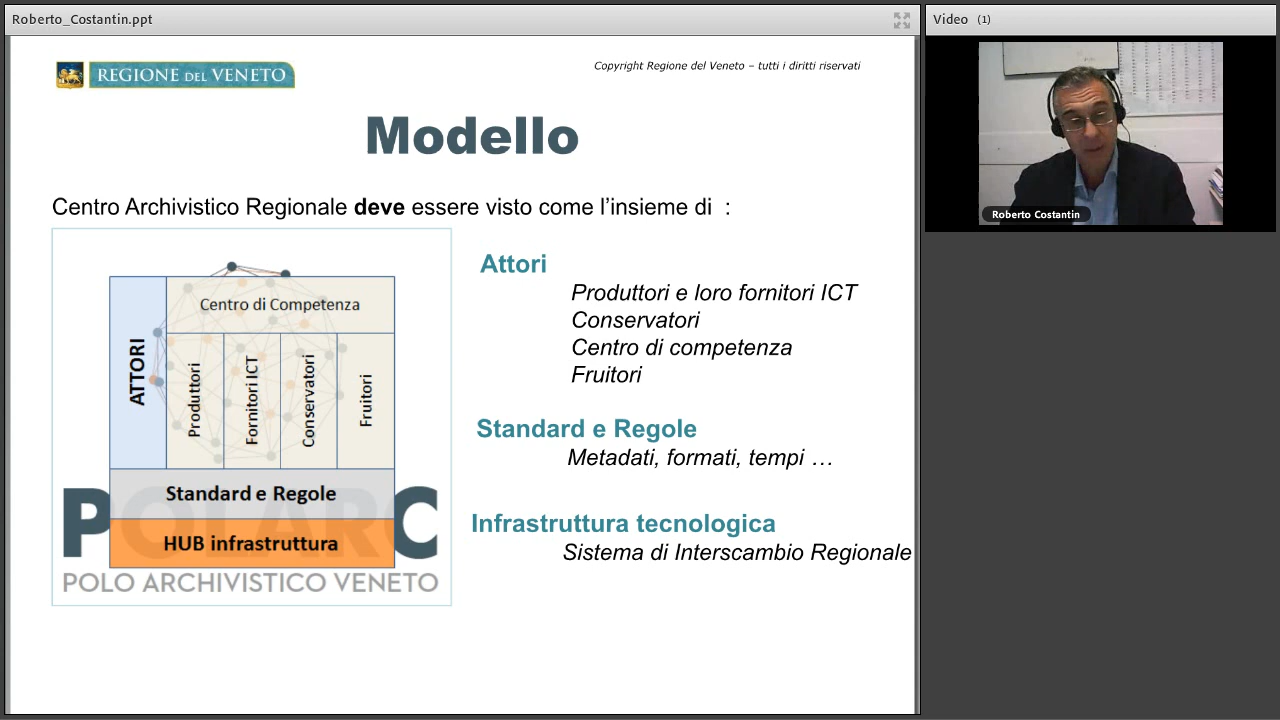 Roberto_Costantin.ppt
Video (1)
REGIONE DEL VENETO
Copyright Regione del Veneto – tutti i diritti riservati
Modello
Centro Archivistico Regionale deve essere visto come l’insieme di :
ATTORI
Centro di Competenza
Produttori
Fornitori ICT
Conservatori
Fruitori
Standard e Regole
HUB infrastruttura
POLARC
POLO ARCHIVISTICO VENETO
Attori
Produttori e loro fornitori ICT
Conservatori
Centro di competenza
Fruitori
Standard e Regole
Metadati, formati, tempi …
Infrastruttura tecnologica
Sistema di Interscambio Regionale
Roberto Costantin